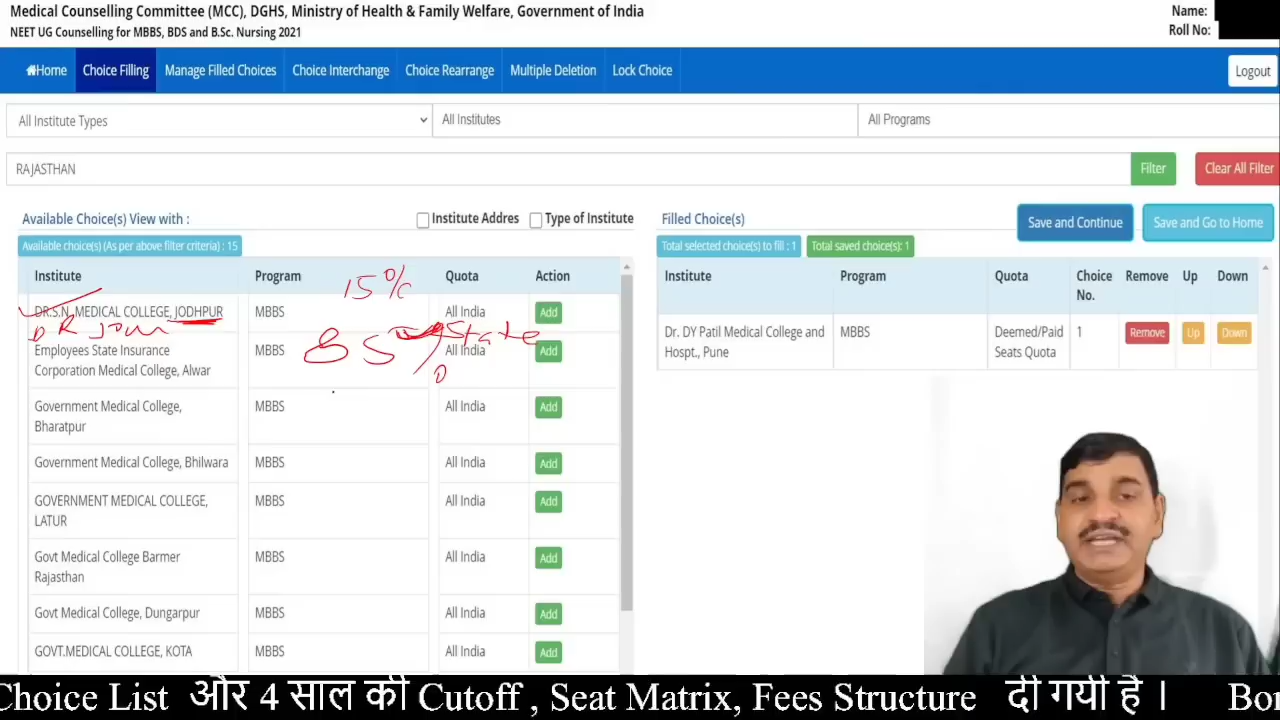 Medical Counselling Committee (MCC), DGHS, Ministry of Health & Family Welfare, Government of India
NEET UG Counselling for MBBS, BDS and B.Sc. Nursing 2021
Name:
Roll No:
Home Choice Filling Manage Filled Choices Choice Interchange Choice Rearrange Multiple Deletion Lock Choice Logout
All Institute Types All Institutes All Programs
RAJASTHAN Filter Clear All Filter
Available Choice(s) View with : Institute Addres Type of Institute
Available choice(s) (As per above filter criteria) : 15
Institute Program Quota Action
15%
DR.S.N. MEDICAL COLLEGE, JODHPUR MBBS All India Add
85% State
Employees State Insurance
Corporation Medical College, Alwar MBBS All India Add
Government Medical College,
Bharatpur MBBS All India Add
Government Medical College, Bhilwara MBBS All India Add
GOVERNMENT MEDICAL COLLEGE,
LATUR MBBS All India Add
Govt Medical College Barmer
Rajasthan MBBS All India Add
Govt Medical College, Dungarpur MBBS All India Add
GOVT.MEDICAL COLLEGE, KOTA MBBS All India Add
Filled Choice(s) Save and Continue Save and Go to Home
Total selected choice(s) to fill : 1 Total saved choice(s): 1
Institute Program Quota Choice No. Remove Up Down
Dr. DY Patil Medical College and
Hospt., Pune MBBS Deemed/Paid
Seats Quota 1 Remove Up Down
Choice List और 4 साल की Cutoff , Seat Matrix, Fees Structure दी गयी है ।